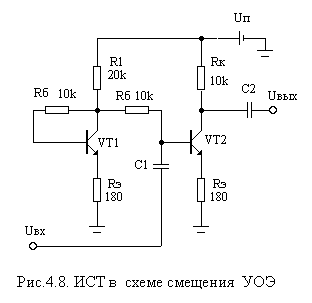 Uп
R1
20k
Rк
10k
C2
Uвых
Rб 10k
Rб 10k
VT1
VT2
C1
Rэ
180
Rэ
180
Uвх
Рис.4.8. ИСТ в схеме смещения УОЭ